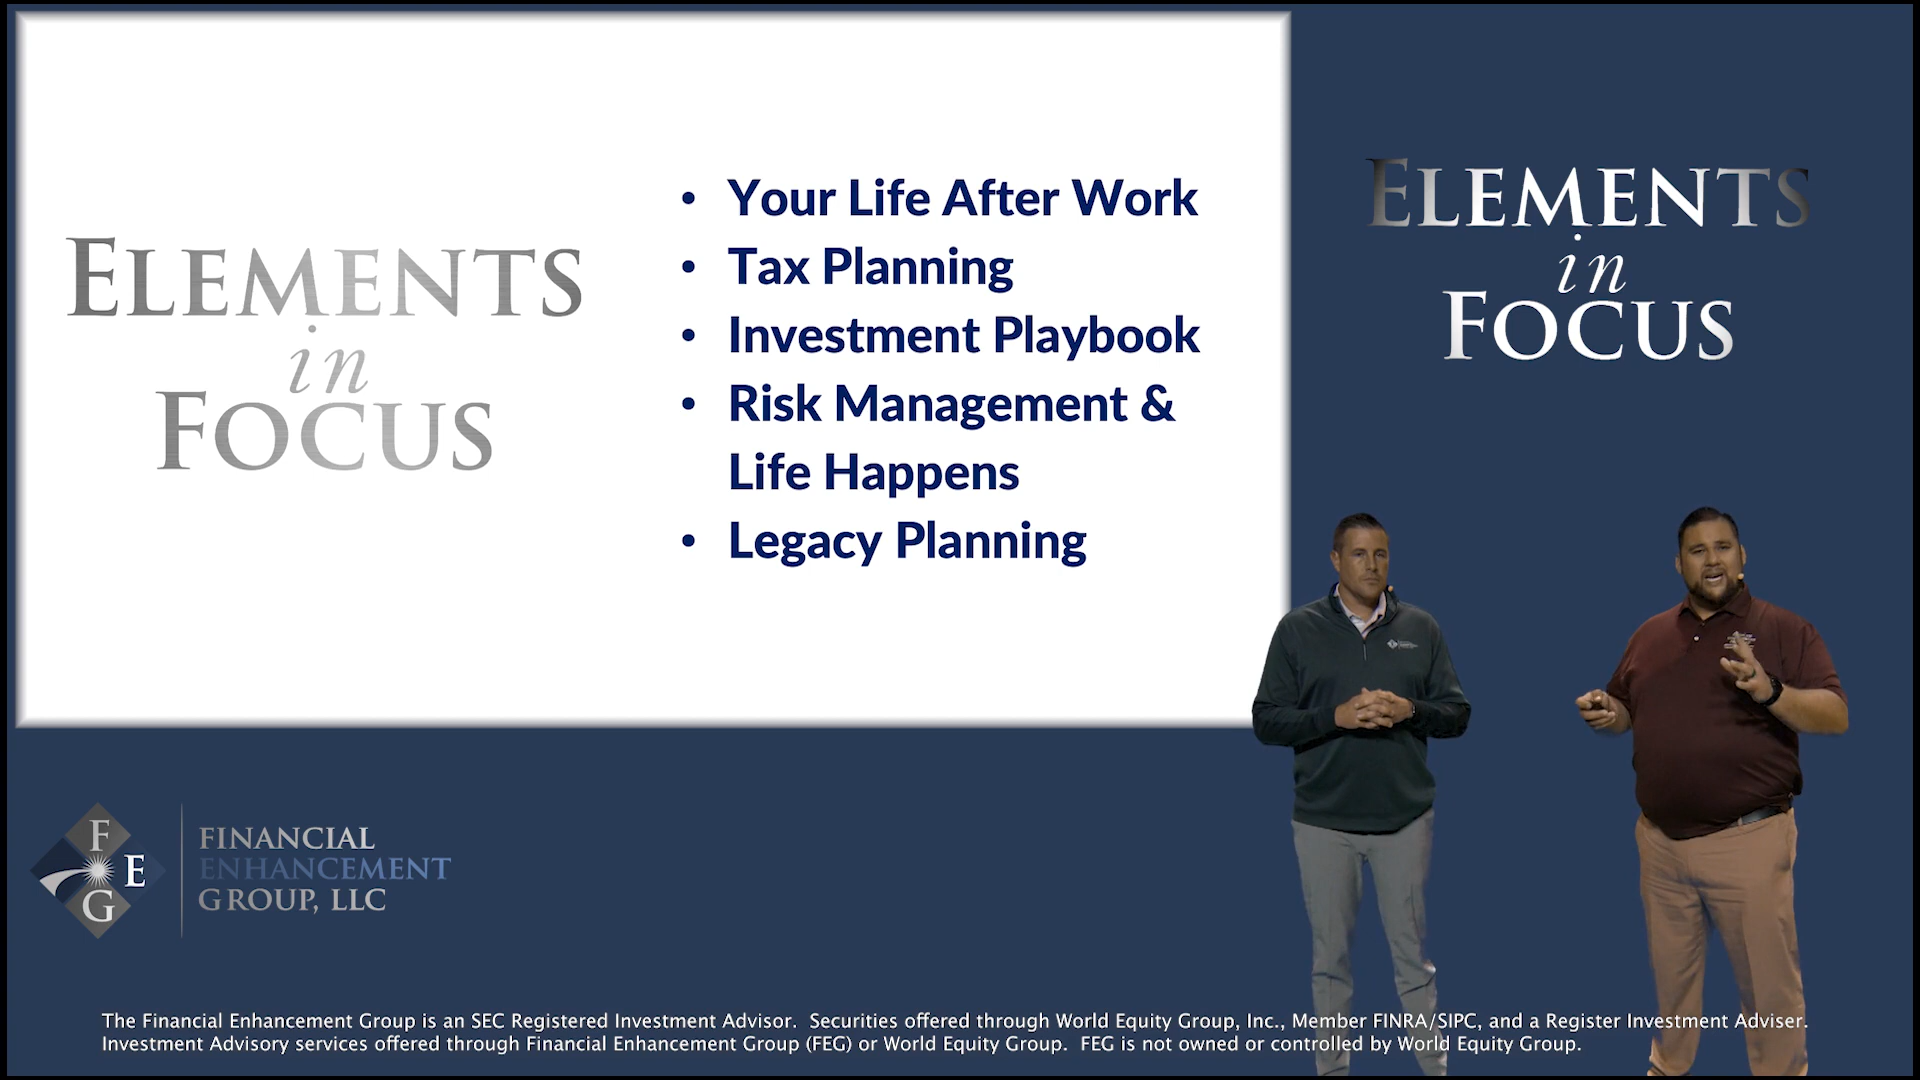 ELEMENTS
in
FOCUS
• Your Life After Work
• Tax Planning
• Investment Playbook
• Risk Management &
Life Happens
• Legacy Planning
ELEMENTS
in
FOCUS
F
E
G
FINANCIAL
ENHANCEMENT
GROUP, LLC
The Financial Enhancement Group is an SEC Registered Investment Advisor.  Securities offered through World Equity Group, Inc., Member FINRA/SIPC, and a Register Investment Adviser.
Investment Advisory services offered through Financial Enhancement Group (FEG) or World Equity Group.  FEG is not owned or controlled by World Equity Group.